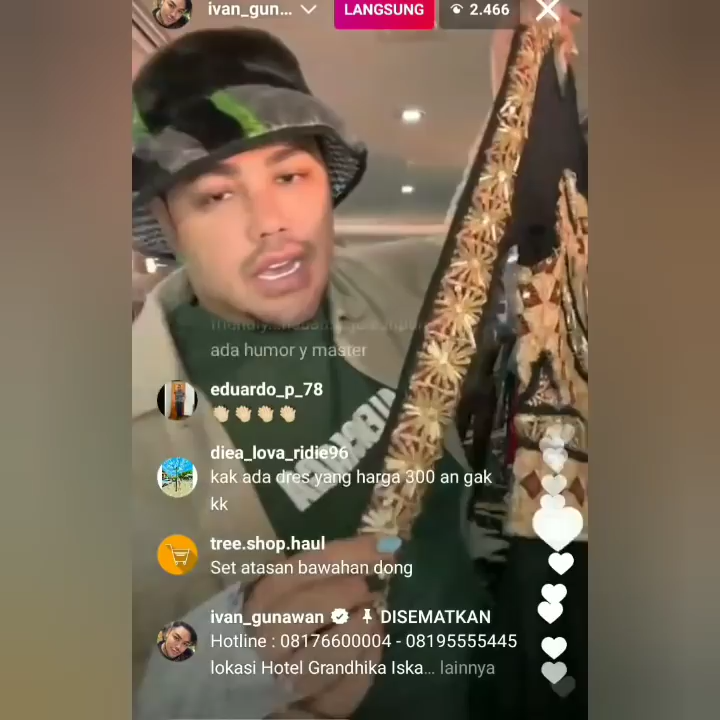 ivan_gun...
LANGSUNG
2.466
ada humor y master
eduardo_p_78
👏🏻👏🏻👏🏻👏🏻
diea_lova_ridie96
kak ada dres yang harga 300 an gak
kk
tree.shop.haul
Set atasan bawahan dong
ivan_gunawan DISEMATKAN
Hotline : 08176600004 - 08195555445
lokasi Hotel Grandhika Iska... lainnya